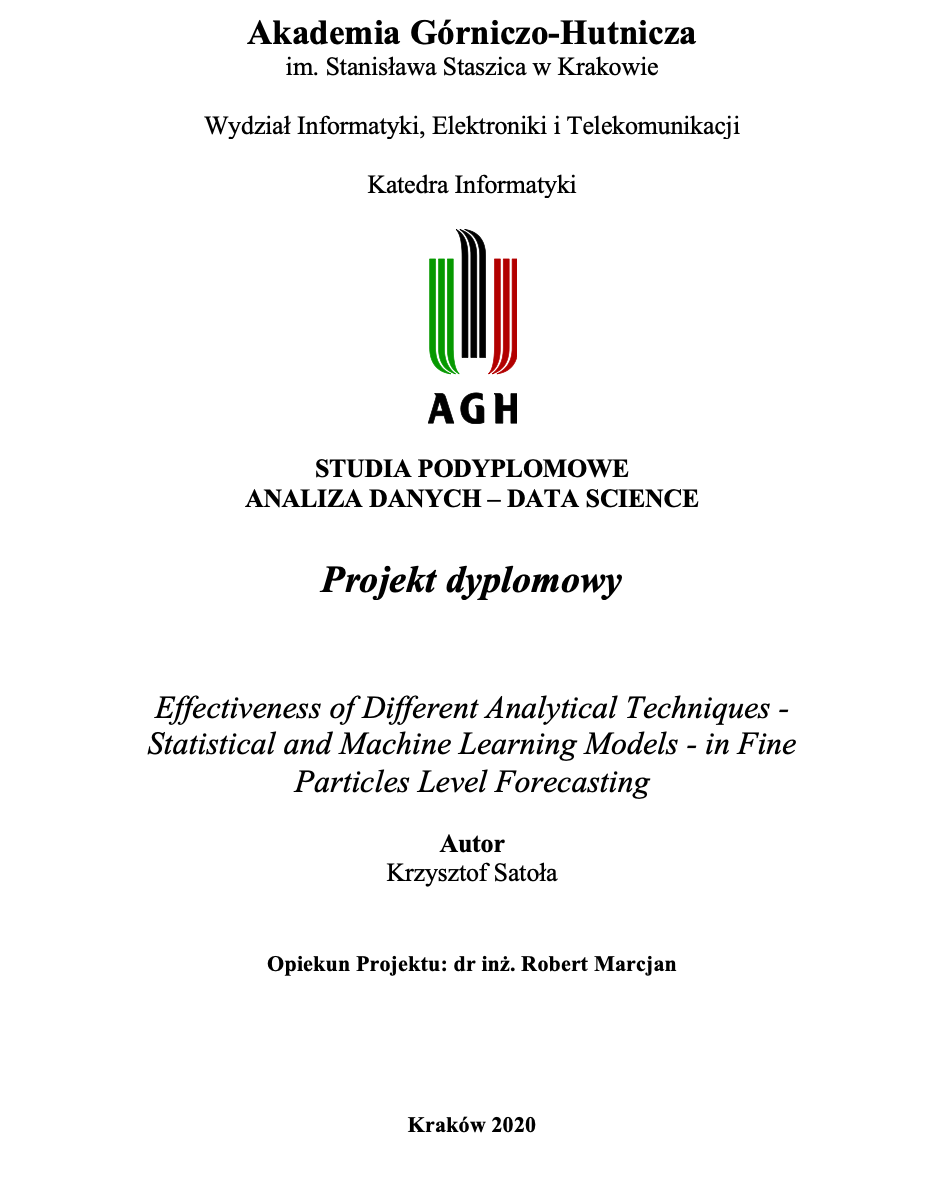 Akademia Górniczo-Hutnicza
im. Stanisława Staszica w Krakowie
Wydział Informatyki, Elektroniki i Telekomunikacji
Katedra Informatyki
AGH
STUDIA PODYPLOMOWE
ANALIZA DANYCH – DATA SCIENCE
Projekt dyplomowy
Effectiveness of Different Analytical Techniques -
Statistical and Machine Learning Models - in Fine
Particles Level Forecasting
Autor
Krzysztof Satoła
Opiekun Projektu: dr inż. Robert Marcjan
Kraków 2020